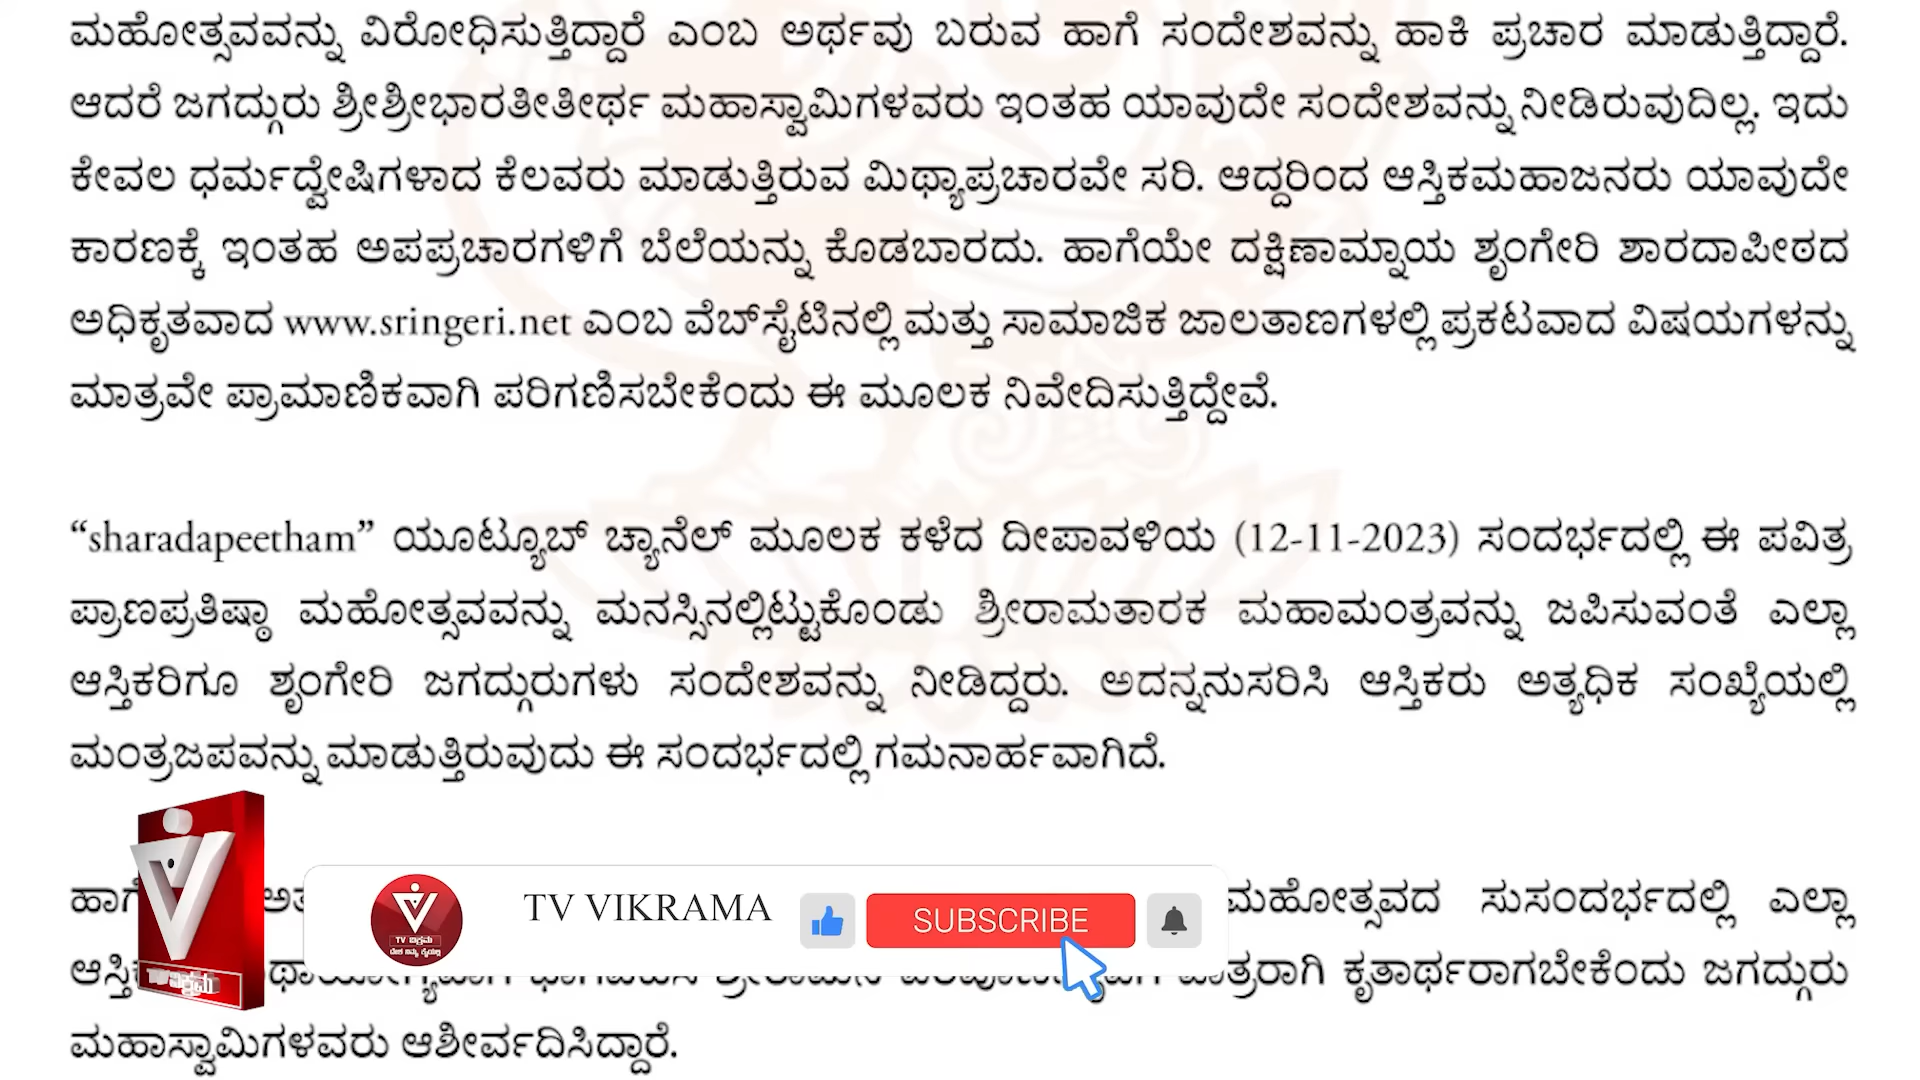 ಮಹೋತ್ಸವವನ್ನು ವಿರೋಧಿಸುತ್ತಿದ್ದಾರೆ ಎಂಬ ಅರ್ಥವು ಬರುವ ಹಾಗೆ ಸಂದೇಶವನ್ನು ಹಾಕಿ ಪ್ರಚಾರ ಮಾಡುತ್ತಿದ್ದಾರೆ.
ಆದರೆ ಜಗದ್ಗುರು ಶ್ರೀಶ್ರೀಭಾರತೀತೀರ್ಥ ಮಹಾಸ್ವಾಮಿಗಳವರು ಇಂತಹ ಯಾವುದೇ ಸಂದೇಶವನ್ನು ನೀಡಿರುವುದಿಲ್ಲ. ಇದು
ಕೇವಲ ಧರ್ಮದ್ವೇಷಿಗಳಾದ ಕೆಲವರು ಮಾಡುತ್ತಿರುವ ಮಿಥ್ಯಾಪ್ರಚಾರವೇ ಸರಿ. ಆದ್ದರಿಂದ ಆಸ್ತಿಕಮಹಾಜನರು ಯಾವುದೇ
ಕಾರಣಕ್ಕೆ ಇಂತಹ ಅಪಪ್ರಚಾರಗಳಿಗೆ ಬೆಲೆಯನ್ನು ಕೊಡಬಾರದು. ಹಾಗೆಯೇ ದಕ್ಷಿಣಾಮ್ನಾಯ ಶೃಂಗೇರಿ ಶಾರದಾಪೀಠದ
ಅಧಿಕೃತವಾದ www.sringeri.net ಎಂಬ ವೆಬ್‌ಸೈಟಿನಲ್ಲಿ ಮತ್ತು ಸಾಮಾಜಿಕ ಜಾಲತಾಣಗಳಲ್ಲಿ ಪ್ರಕಟವಾದ ವಿಷಯಗಳನ್ನು
ಮಾತ್ರವೇ ಪ್ರಾಮಾಣಿಕವಾಗಿ ಪರಿಗಣಿಸಬೇಕೆಂದು ಈ ಮೂಲಕ ನಿವೇದಿಸುತ್ತಿದ್ದೇವೆ.
“sharadapeetham” ಯೂಟ್ಯೂಬ್ ಚ್ಯಾನೆಲ್ ಮೂಲಕ ಕಳೆದ ದೀಪಾವಳಿಯ (12-11-2023) ಸಂದರ್ಭದಲ್ಲಿ ಈ ಪವಿತ್ರ
ಪ್ರಾಣಪ್ರತಿಷ್ಠಾ ಮಹೋತ್ಸವವನ್ನು ಮನಸ್ಸಿನಲ್ಲಿಟ್ಟುಕೊಂಡು ಶ್ರೀರಾಮತಾರಕ ಮಹಾಮಂತ್ರವನ್ನು ಜಪಿಸುವಂತೆ ಎಲ್ಲಾ
ಆಸ್ತಿಕರಿಗೂ ಶೃಂಗೇರಿ ಜಗದ್ಗುರುಗಳು ಸಂದೇಶವನ್ನು ನೀಡಿದ್ದರು. ಅದನ್ನನುಸರಿಸಿ ಆಸ್ತಿಕರು ಅತ್ಯಧಿಕ ಸಂಖ್ಯೆಯಲ್ಲಿ
ಮಂತ್ರಜಪವನ್ನು ಮಾಡುತ್ತಿರುವುದು ಈ ಸಂದರ್ಭದಲ್ಲಿ ಗಮನಾರ್ಹವಾಗಿದೆ.
ಮಹೋತ್ಸವದ ಸುಸಂದರ್ಭದಲ್ಲಿ ಎಲ್ಲಾ
TV VIKRAMA SUBSCRIBE
TV ವಿಕ್ರಮ
ಕೃತಾರ್ಥರಾಗಬೇಕೆಂದು ಜಗದ್ಗುರು
TV ವಿಕ್ರಮ
ಮಹಾಸ್ವಾಮಿಗಳವರು ಆಶೀರ್ವದಿಸಿದ್ದಾರೆ.